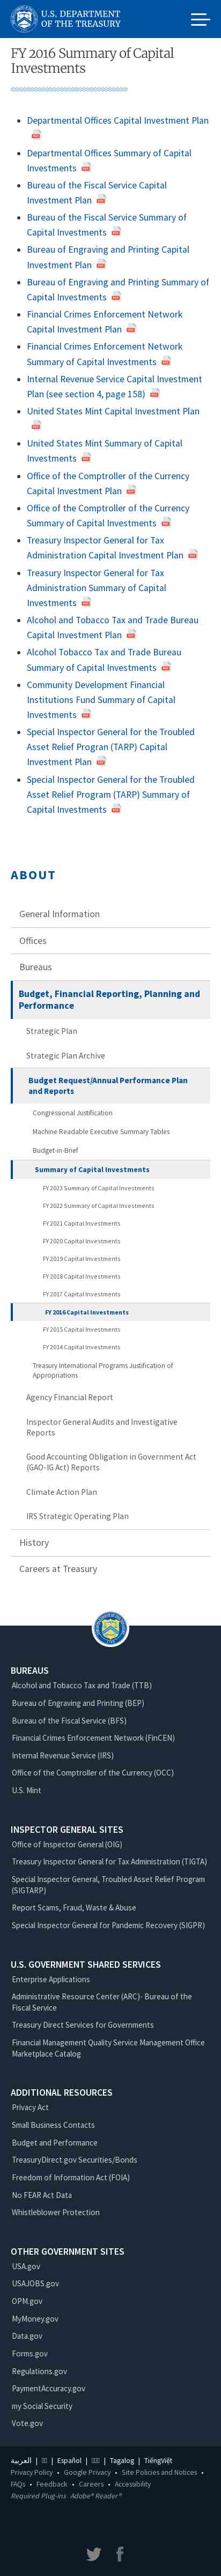 U.S. DEPARTMENT
OF THE TREASURY
FY 2016 Summary of Capital
Investments
Departmental Offices Capital Investment Plan
Departmental Offices Summary of Capital
Investments
Bureau of the Fiscal Service Capital
Investment Plan
Bureau of the Fiscal Service Summary of
Capital Investments
Bureau of Engraving and Printing Capital
Investment Plan
Bureau of Engraving and Printing Summary of
Capital Investments
Financial Crimes Enforcement Network
Capital Investment Plan
Financial Crimes Enforcement Network
Summary of Capital Investments
Internal Revenue Service Capital Investment
Plan (see section 4, page 158)
United States Mint Capital Investment Plan
United States Mint Summary of Capital
Investments
Office of the Comptroller of the Currency
Capital Investment Plan
Office of the Comptroller of the Currency
Summary of Capital Investments
Treasury Inspector General for Tax
Administration Capital Investment Plan
Treasury Inspector General for Tax
Administration Summary of Capital
Investments
Alcohol and Tobacco Tax and Trade Bureau
Capital Investment Plan
Alcohol Tobacco Tax and Trade Bureau
Summary of Capital Investments
Community Development Financial
Institutions Fund Summary of Capital
Investments
Special Inspector General for the Troubled
Asset Relief Progran (TARP) Capital
Investment Plan
Special Inspector General for the Troubled
Asset Relief Program (TARP) Summary of
Capital Investments
ABOUT
General Information
Offices
Bureaus
Budget, Financial Reporting, Planning and
Performance
Strategic Plan
Strategic Plan Archive
Budget Request/Annual Performance Plan
and Reports
Congressional Justification
Machine Readable Executive Summary Tables
Budget-in-Brief
Summary of Capital Investments
FY 2023 Summary of Capital Investments
FY 2022 Summary of Capital Investments
FY 2021 Capital Investments
FY 2020 Capital Investments
FY 2019 Capital Investments
FY 2018 Capital Investments
FY 2017 Capital Investments
FY 2016 Capital Investments
FY 2015 Capital Investments
FY 2014 Capital Investments
Treasury International Programs Justification of
Appropriations
Agency Financial Report
Inspector General Audits and Investigative
Reports
Good Accounting Obligation in Government Act
(GAO-IG Act) Reports
Climate Action Plan
IRS Strategic Operating Plan
History
Careers at Treasury
BUREAUS
Alcohol and Tobacco Tax and Trade (TTB)
Bureau of Engraving and Printing (BEP)
Bureau of the Fiscal Service (BFS)
Financial Crimes Enforcement Network (FinCEN)
Internal Revenue Service (IRS)
Office of the Comptroller of the Currency (OCC)
U.S. Mint
INSPECTOR GENERAL SITES
Office of Inspector General (OIG)
Treasury Inspector General for Tax Administration (TIGTA)
Special Inspector General, Troubled Asset Relief Program
(SIGTARP)
Report Scams, Fraud, Waste & Abuse
Special Inspector General for Pandemic Recovery (SIGPR)
U.S. GOVERNMENT SHARED SERVICES
Enterprise Applications
Administrative Resource Center (ARC)- Bureau of the
Fiscal Service
Treasury Direct Services for Governments
Financial Management Quality Service Management Office
Marketplace Catalog
ADDITIONAL RESOURCES
Privacy Act
Small Business Contacts
Budget and Performance
TreasuryDirect.gov Securities/Bonds
Freedom of Information Act (FOIA)
No FEAR Act Data
Whistleblower Protection
OTHER GOVERNMENT SITES
USA.gov
USAJOBS.gov
OPM.gov
MyMoney.gov
Data.gov
Forms.gov
Regulations.gov
PaymentAccuracy.gov
my Social Security
Vote.gov
العربية | | Español | | Tagalog | TiếngViệt
Privacy Policy • Google Privacy • Site Policies and Notices •
FAQs • Feedback • Careers • Accessibility
Required Plug-ins Adobe® Reader®